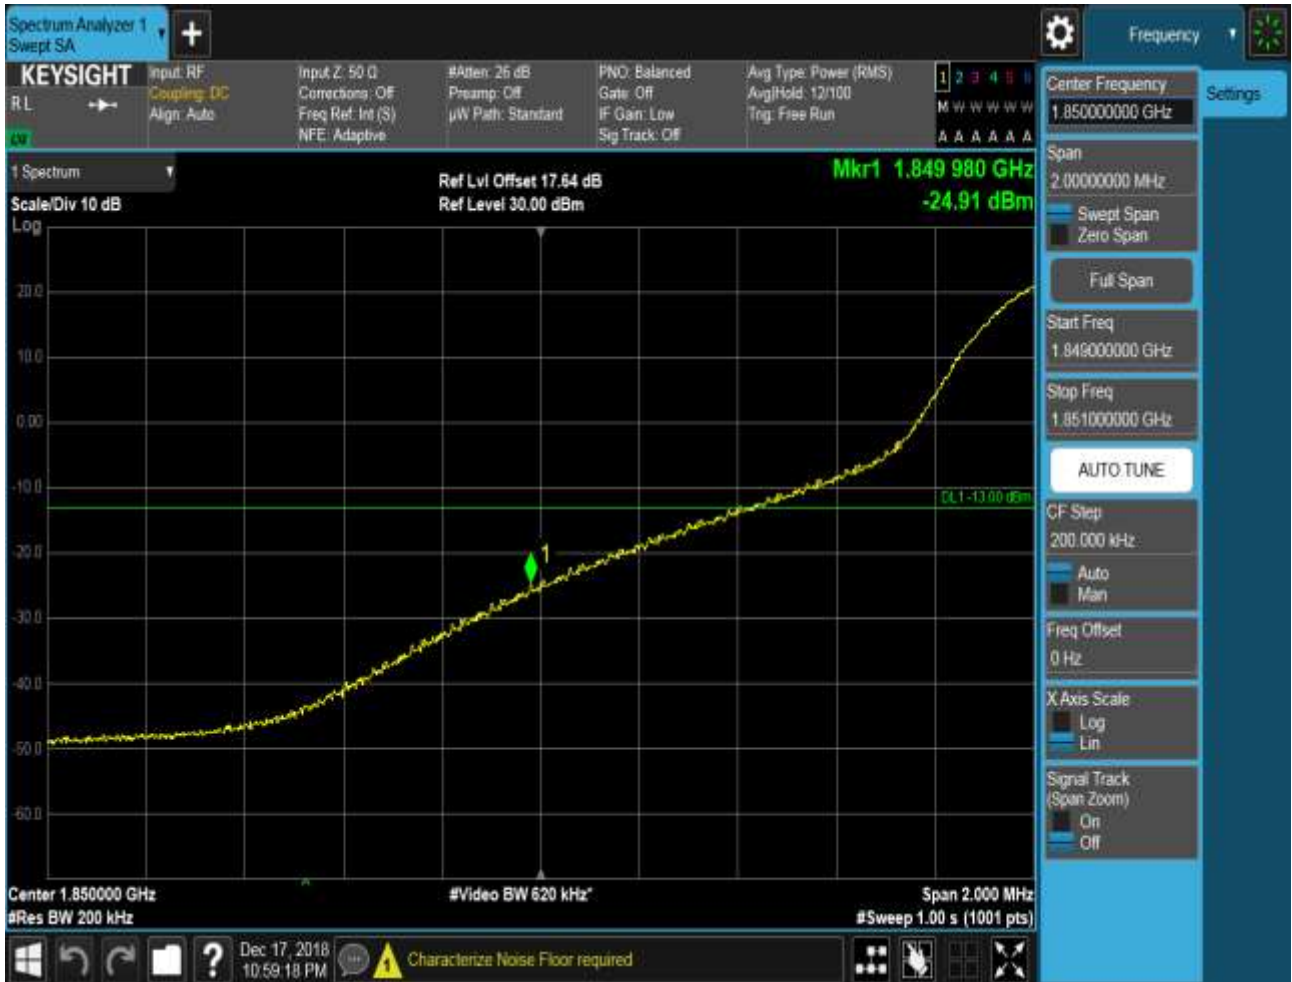 Spectrum Analyzer 1
Swept SA
Frequency
KEYSIGHT
RL
Input: RF
Coupling: DC
Align: Auto
Input Z: 50 Ω
Corrections: Off
Freq Ref: Int (S)
NFE: Adaptive
#Atten: 26 dB
Preamp: Off
µW Path: Standard
PNO: Balanced
Gate: Off
IF Gain: Low
Sig Track: Off
Avg Type: Power (RMS)
Avg|Hold: 12/100
Trig: Free Run
1 2 3 4 5 6
M W W W W W
A A A A A A
1 Spectrum
Scale/Div 10 dB
Ref Lvl Offset 17.64 dB
Ref Level 30.00 dBm
Mkr1 1.849 980 GHz
-24.91 dBm
Log
20.0
10.0
0.00
-10.0
DL1 -13.00 dBm
-20.0
1
-30.0
-40.0
-50.0
-60.0
Center 1.850000 GHz
#Video BW 620 kHz*
Span 2.000 MHz
#Res BW 200 kHz
#Sweep 1.00 s (1001 pts)
?
Dec 17, 2018
10:59:18 PM
Characterize Noise Floor required
Center Frequency
1.850000000 GHz
Settings
Span
2.00000000 MHz
Swept Span
Zero Span
Full Span
Start Freq
1.849000000 GHz
Stop Freq
1.851000000 GHz
AUTO TUNE
CF Step
200.000 kHz
Auto
Man
Freq Offset
0 Hz
X Axis Scale
Log
Lin
Signal Track
(Span Zoom)
On
Off